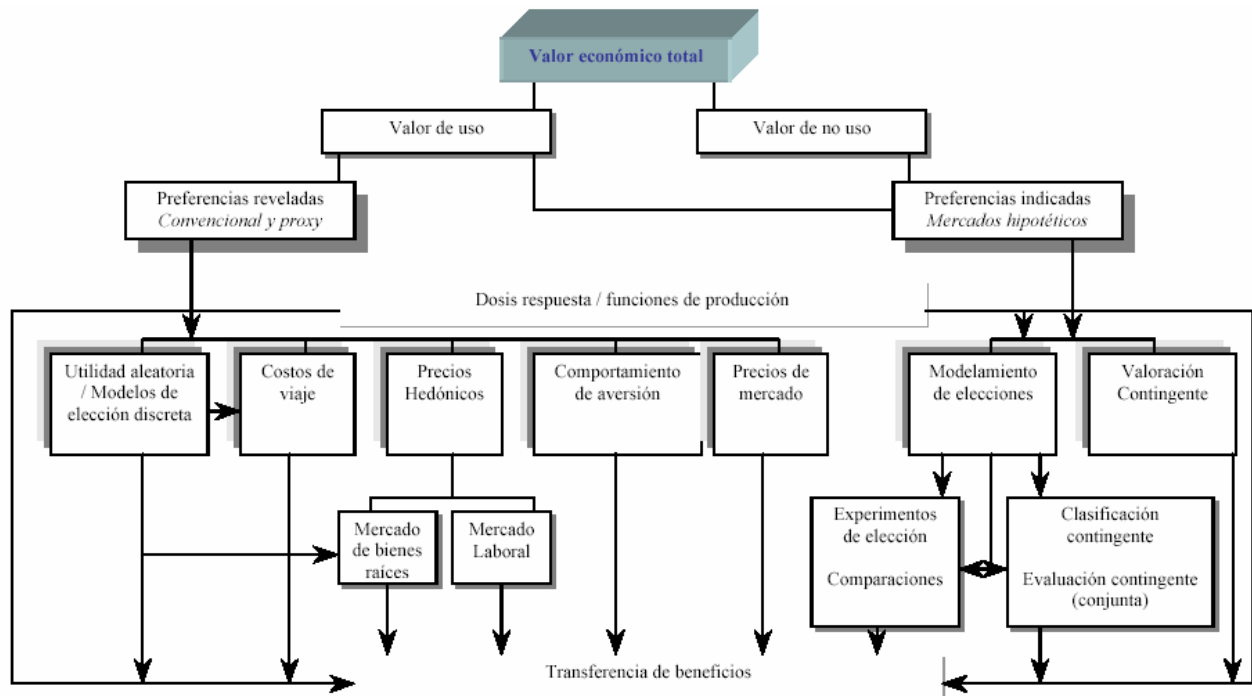 Valor económico total
Valor de uso
Valor de no uso
Preferencias reveladas
Convencional y proxy
Preferencias indicadas
Mercados hipotéticos
Dosis respuesta / funciones de producción
Utilidad aleatoria
/ Modelos de
elección discreta
Costos de
viaje
Precios
Hedónicos
Comportamiento
de aversión
Precios de
mercado
Modelamiento
de elecciones
Valoración
Contingente
Mercado
de bienes
raíces
Mercado
Laboral
Experimentos
de elección
Comparaciones
Clasificación
contingente
Evaluación contingente
(conjunta)
Transferencia de beneficios